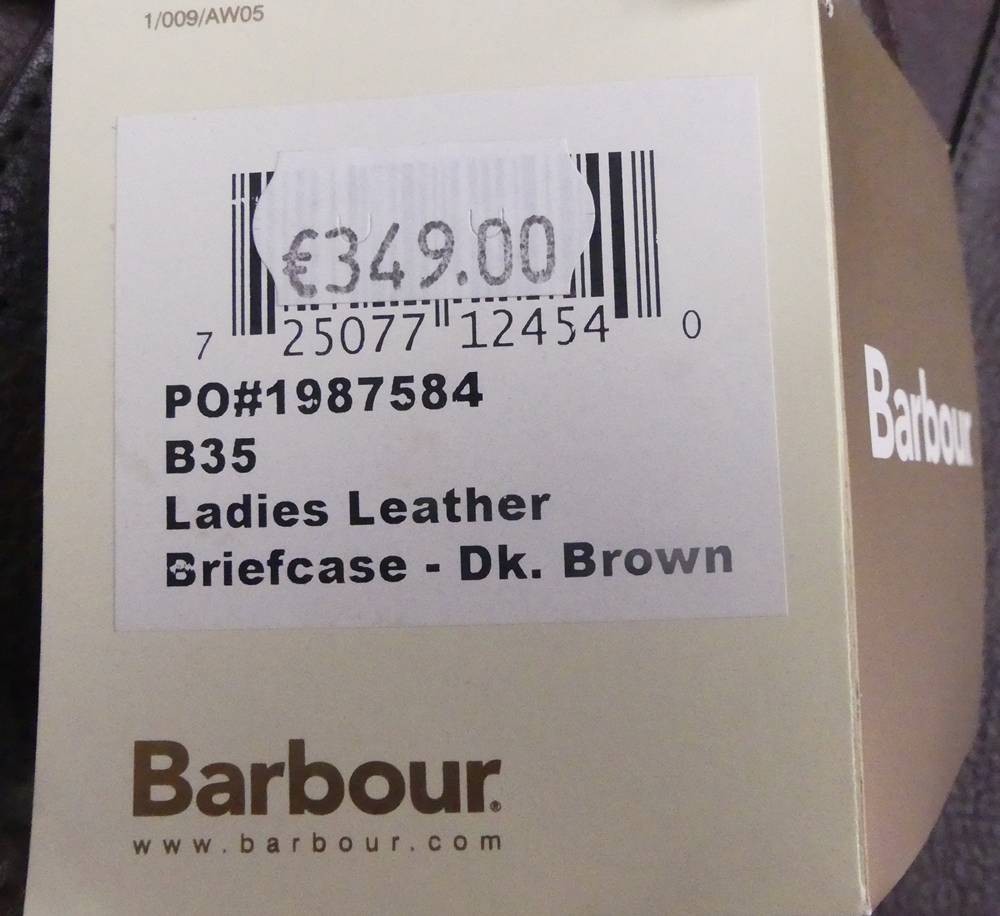 1/009/AW05
€349.00
7 25077 12454 0
PO#1987584
B35
Ladies Leather
Briefcase - Dk. Brown
Barbour
Barbour®
www.barbour.com